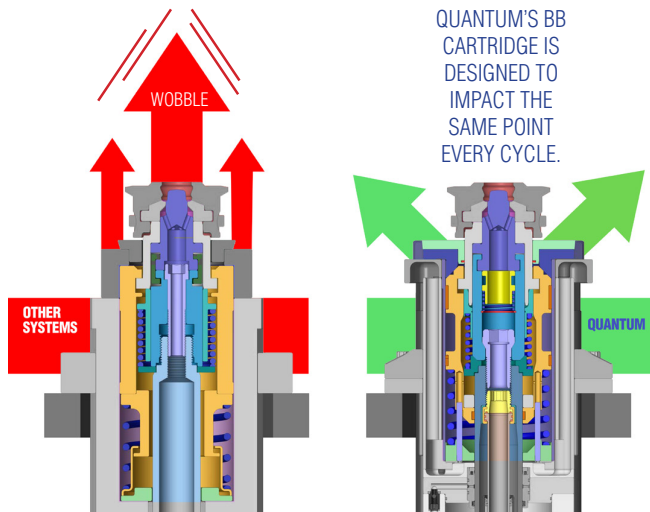 WOBBLE
OTHER
SYSTEMS
QUANTUM'S BB
CARTRIDGE IS
DESIGNED TO
IMPACT THE
SAME POINT
EVERY CYCLE.
QUANTUM